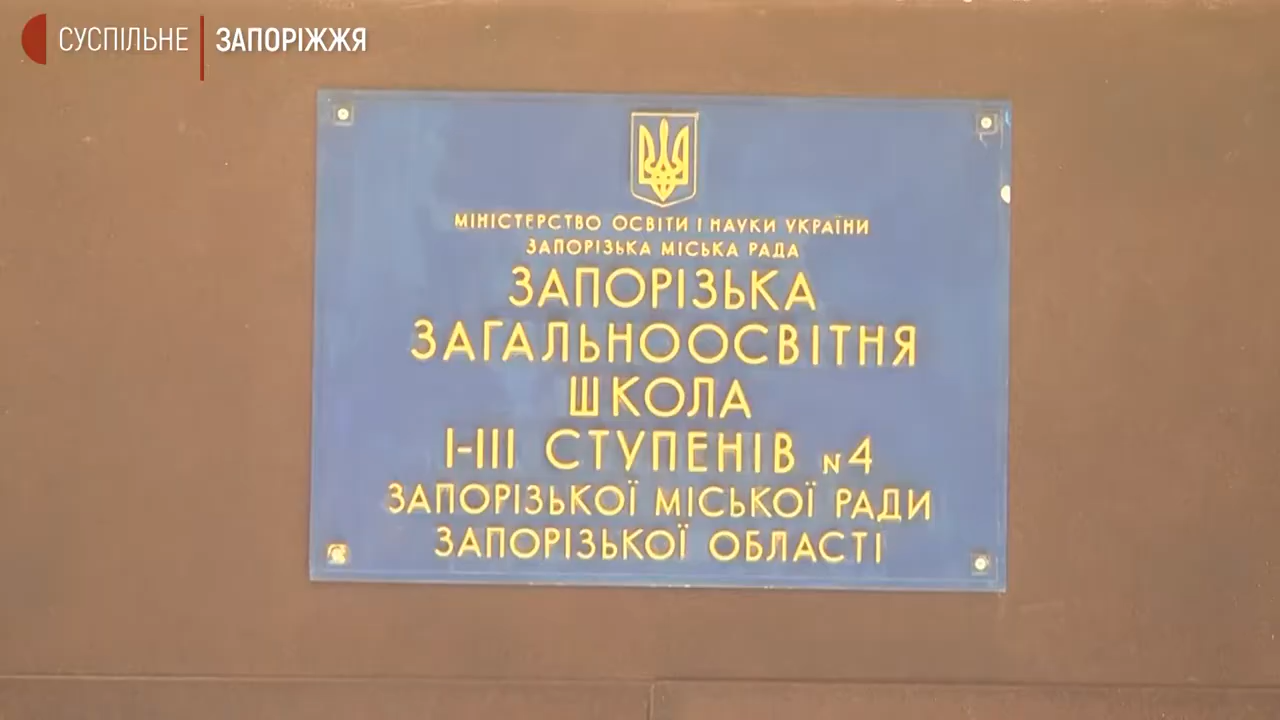 СУСПІЛЬНЕ ЗАПОРІЖЖЯ
МІНІСТЕРСТВО ОСВІТИ І НАУКИ УКРАЇНИ
ЗАПОРІЗЬКА МІСЬКА РАДА
ЗАПОРІЗЬКА
ЗАГАЛЬНООСВІТНЯ
ШКОЛА
І-ІІІ СТУПЕНІВ N4
ЗАПОРІЗЬКОЇ МІСЬКОЇ РАДИ
ЗАПОРІЗЬКОЇ ОБЛАСТІ